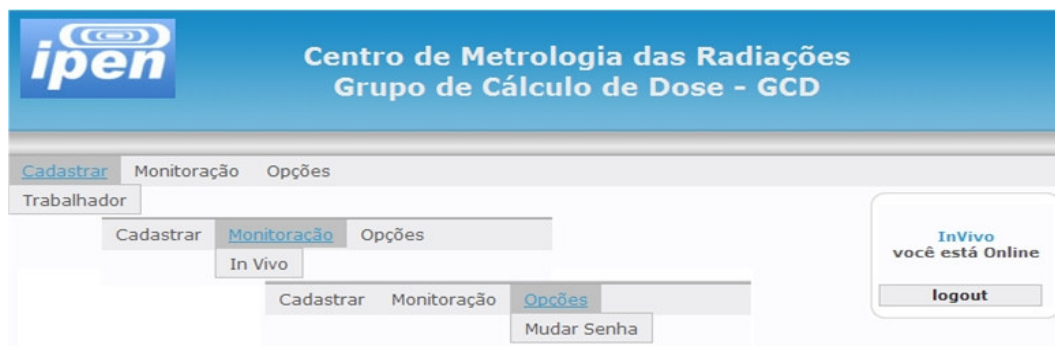 ipen
Centro de Metrologia das Radiações
Grupo de Cálculo de Dose - GCD
Cadastrar Monitoração Opções
Trabalhador
Cadastrar Monitoração Opções
In Vivo
Cadastrar Monitoração Opções
Mudar Senha
InVivo
você está Online
logout